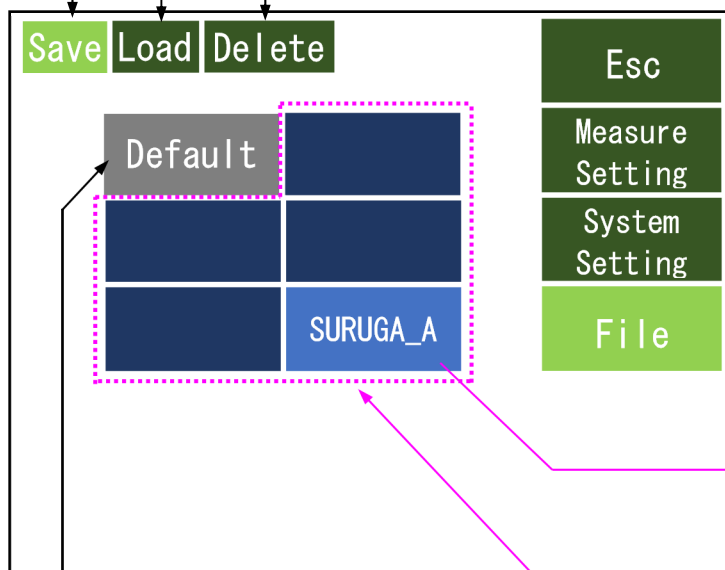 Save Load Delete
Esc
Default
Measure
Setting
System
Setting
SURUGA_A
File